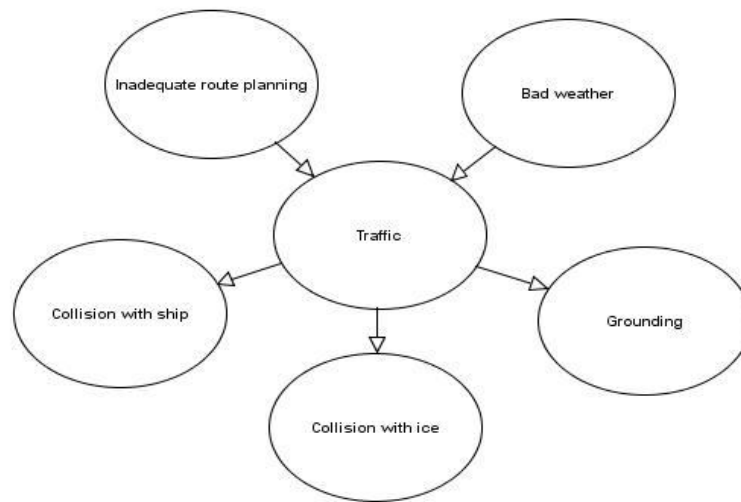 Inadequate route planning
Bad weather
Traffic
Collision with ship
Grounding
Collision with ice